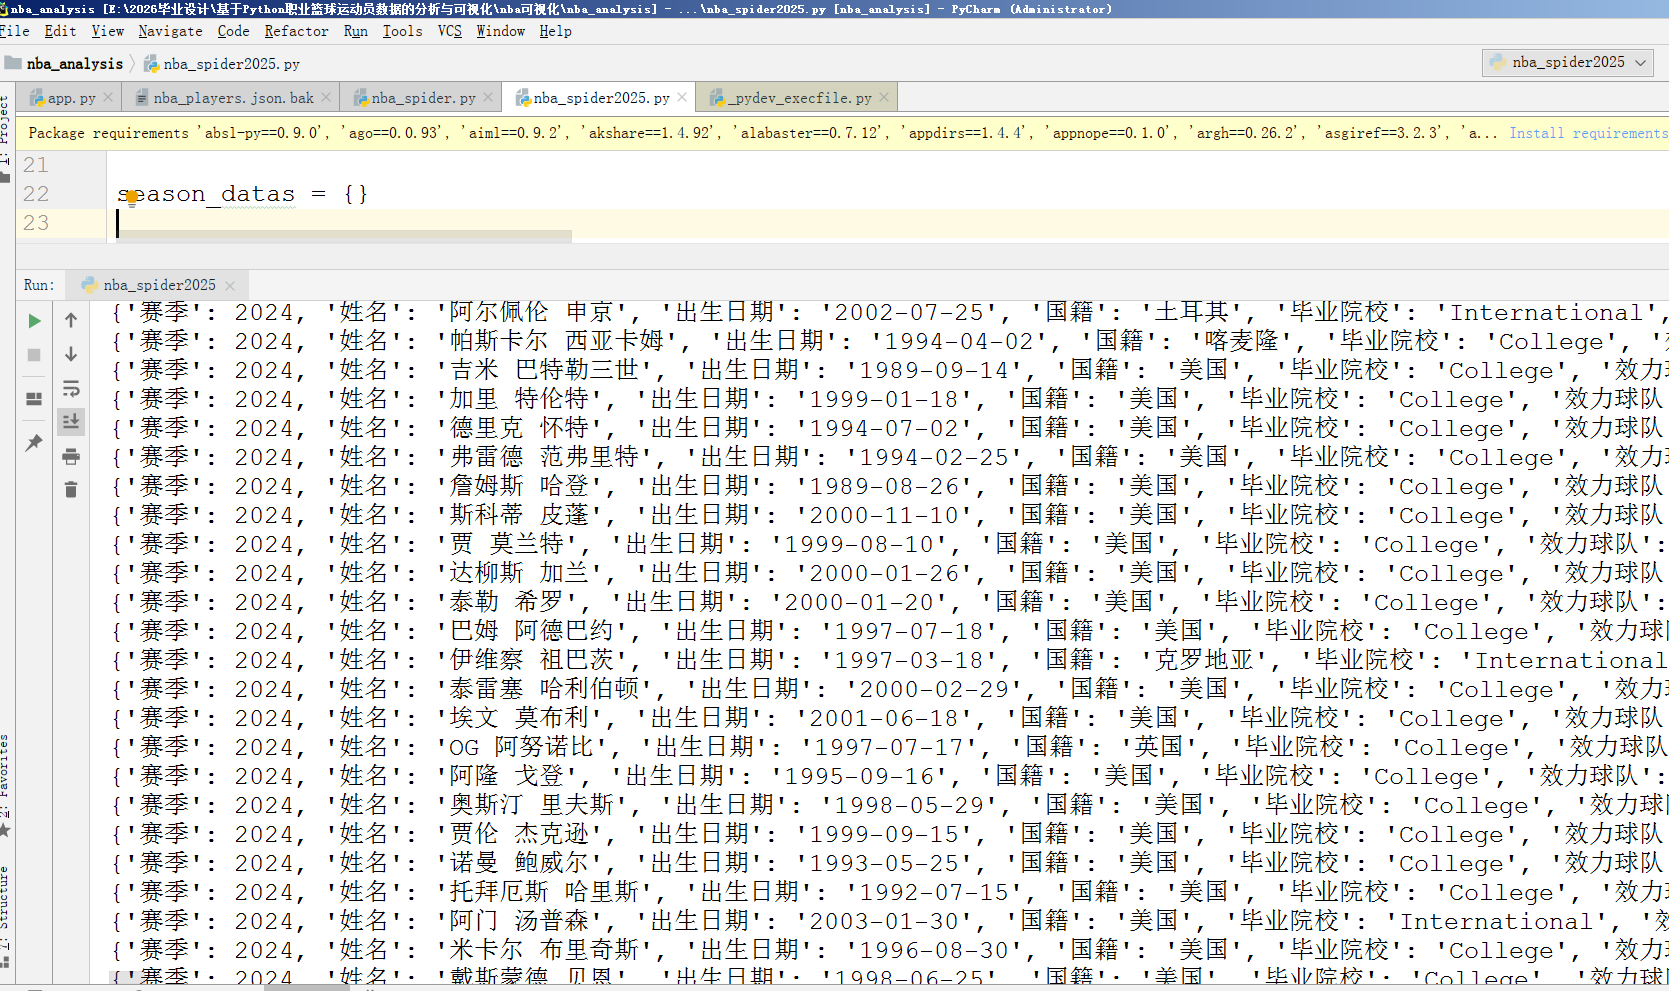 nba_analysis [E:\2026毕业设计\基于Python职业篮球运动员数据的分析与可视化\nba可视化\nba_analysis] - ...\nba_spider2025.py [nba_analysis] - PyCharm (Administrator)
File Edit View Navigate Code Refactor Run Tools VCS Window Help
nba_analysis nba_spider2025.py nba_spider2025
app.py nba_players.json.bak nba_spider.py nba_spider2025.py _pydev_execfile.py
1: Project
Package requirements 'absl-py==0.9.0', 'ago==0.0.93', 'aiml==0.9.2', 'akshare==1.4.92', 'alabaster==0.7.12', 'appdirs==1.4.4', 'appnope==0.1.0', 'argh==0.26.2', 'asgiref==3.2.3', 'a... Install requirements
21
22 season_datas = {}
23
Run: nba_spider2025
{'赛季': 2024, '姓名': '阿尔佩伦 申京', '出生日期': '2002-07-25', '国籍': '土耳其', '毕业院校': 'International',
{'赛季': 2024, '姓名': '帕斯卡尔 西亚卡姆', '出生日期': '1994-04-02', '国籍': '喀麦隆', '毕业院校': 'College', '
{'赛季': 2024, '姓名': '吉米 巴特勒三世', '出生日期': '1989-09-14', '国籍': '美国', '毕业院校': 'College', '效力
{'赛季': 2024, '姓名': '加里 特伦特', '出生日期': '1999-01-18', '国籍': '美国', '毕业院校': 'College', '效力球队
{'赛季': 2024, '姓名': '德里克 怀特', '出生日期': '1994-07-02', '国籍': '美国', '毕业院校': 'College', '效力球队
{'赛季': 2024, '姓名': '弗雷德 范弗里特', '出生日期': '1994-02-25', '国籍': '美国', '毕业院校': 'College', '效力
{'赛季': 2024, '姓名': '詹姆斯 哈登', '出生日期': '1989-08-26', '国籍': '美国', '毕业院校': 'College', '效力球队
{'赛季': 2024, '姓名': '斯科蒂 皮蓬', '出生日期': '2000-11-10', '国籍': '美国', '毕业院校': 'College', '效力球队
{'赛季': 2024, '姓名': '贾 莫兰特', '出生日期': '1999-08-10', '国籍': '美国', '毕业院校': 'College', '效力球队':
{'赛季': 2024, '姓名': '达柳斯 加兰', '出生日期': '2000-01-26', '国籍': '美国', '毕业院校': 'College', '效力球队
{'赛季': 2024, '姓名': '泰勒 希罗', '出生日期': '2000-01-20', '国籍': '美国', '毕业院校': 'College', '效力球队':
{'赛季': 2024, '姓名': '巴姆 阿德巴约', '出生日期': '1997-07-18', '国籍': '美国', '毕业院校': 'College', '效力球
{'赛季': 2024, '姓名': '伊维察 祖巴茨', '出生日期': '1997-03-18', '国籍': '克罗地亚', '毕业院校': 'International
{'赛季': 2024, '姓名': '泰雷塞 哈利伯顿', '出生日期': '2000-02-29', '国籍': '美国', '毕业院校': 'College', '效力
{'赛季': 2024, '姓名': '埃文 莫布利', '出生日期': '2001-06-18', '国籍': '美国', '毕业院校': 'College', '效力球队
{'赛季': 2024, '姓名': 'OG 阿努诺比', '出生日期': '1997-07-17', '国籍': '英国', '毕业院校': 'College', '效力球队
{'赛季': 2024, '姓名': '阿隆 戈登', '出生日期': '1995-09-16', '国籍': '美国', '毕业院校': 'College', '效力球队':
{'赛季': 2024, '姓名': '奥斯汀 里夫斯', '出生日期': '1998-05-29', '国籍': '美国', '毕业院校': 'College', '效力球
{'赛季': 2024, '姓名': '贾伦 杰克逊', '出生日期': '1999-09-15', '国籍': '美国', '毕业院校': 'College', '效力球队
{'赛季': 2024, '姓名': '诺曼 鲍威尔', '出生日期': '1993-05-25', '国籍': '美国', '毕业院校': 'College', '效力球队
{'赛季': 2024, '姓名': '托拜厄斯 哈里斯', '出生日期': '1992-07-15', '国籍': '美国', '毕业院校': 'College', '效力
{'赛季': 2024, '姓名': '阿门 汤普森', '出生日期': '2003-01-30', '国籍': '美国', '毕业院校': 'International', '
{'赛季': 2024, '姓名': '米卡尔 布里奇斯', '出生日期': '1996-08-30', '国籍': '美国', '毕业院校': 'College', '效力
{'赛季': 2024, '姓名': '戴斯蒙德 贝恩', '出生日期': '1998-06-25', '国籍': '美国', '毕业院校': 'College', '效力
2: Favorites
7: Structure